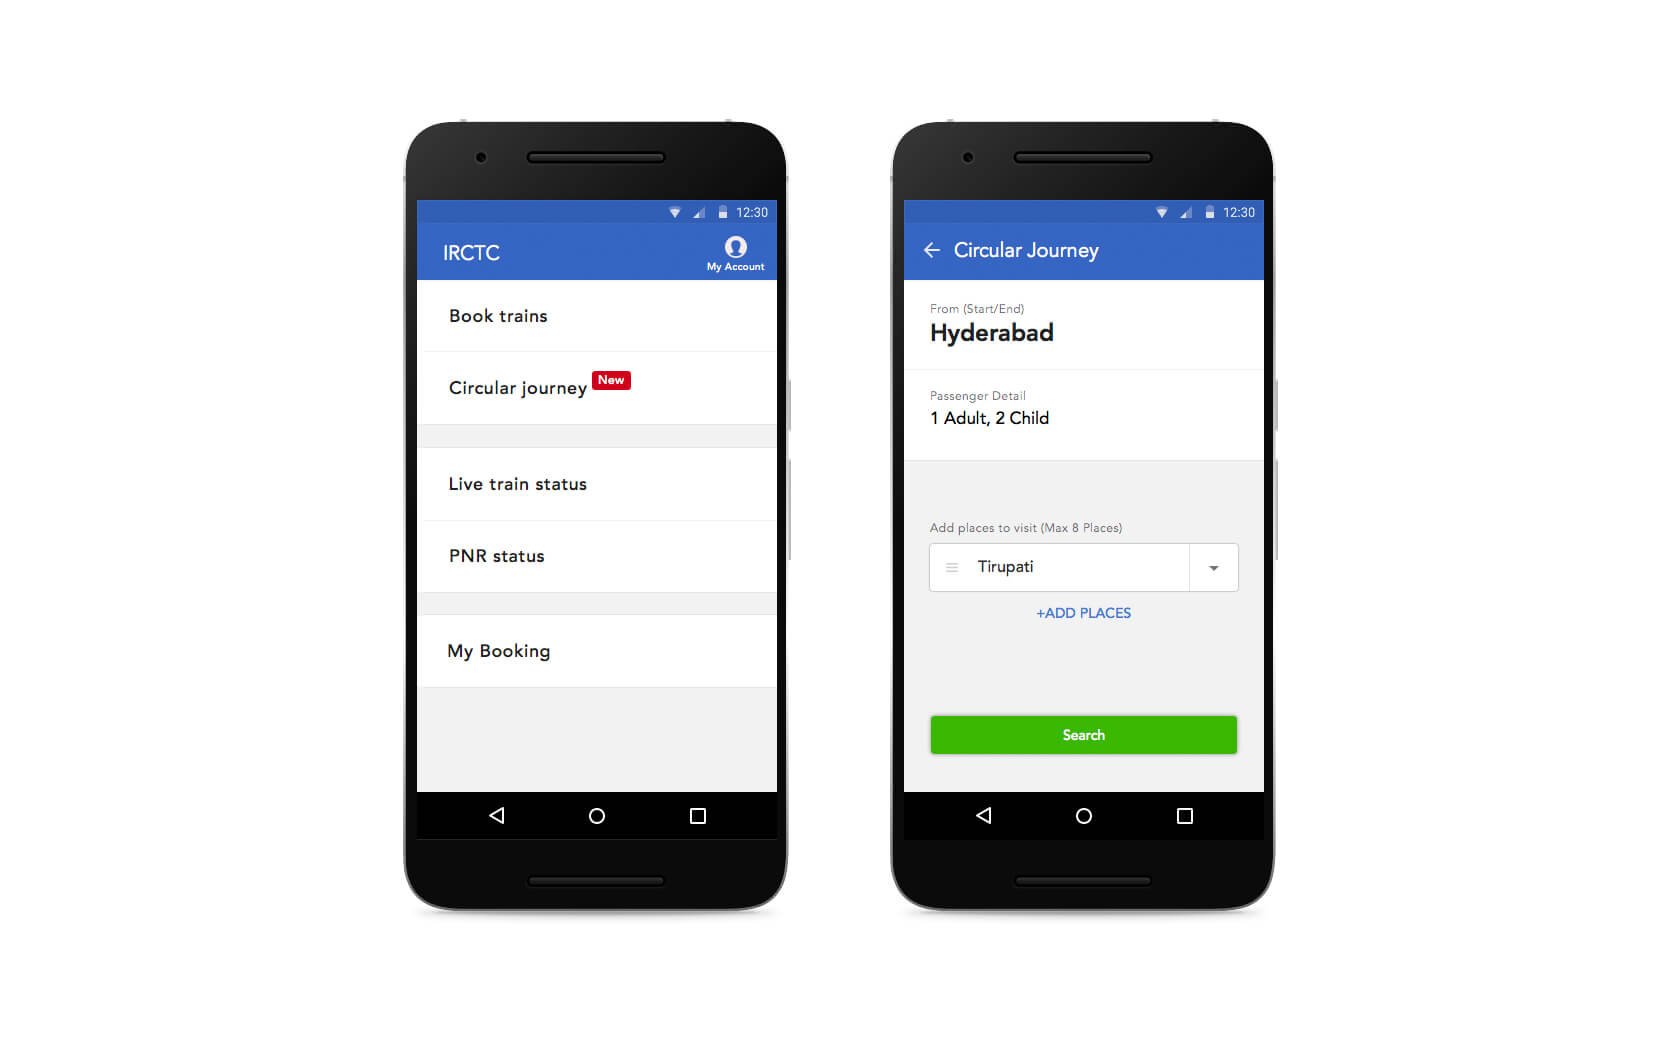 12:30
IRCTC
My Account
Book trains
Circular journey New
Live train status
PNR status
My Booking
12:30
Circular Journey
From (Start/End)
Hyderabad
Passenger Detail
1 Adult, 2 Child
Add places to visit (Max 8 Places)
Tirupati
+ADD PLACES
Search